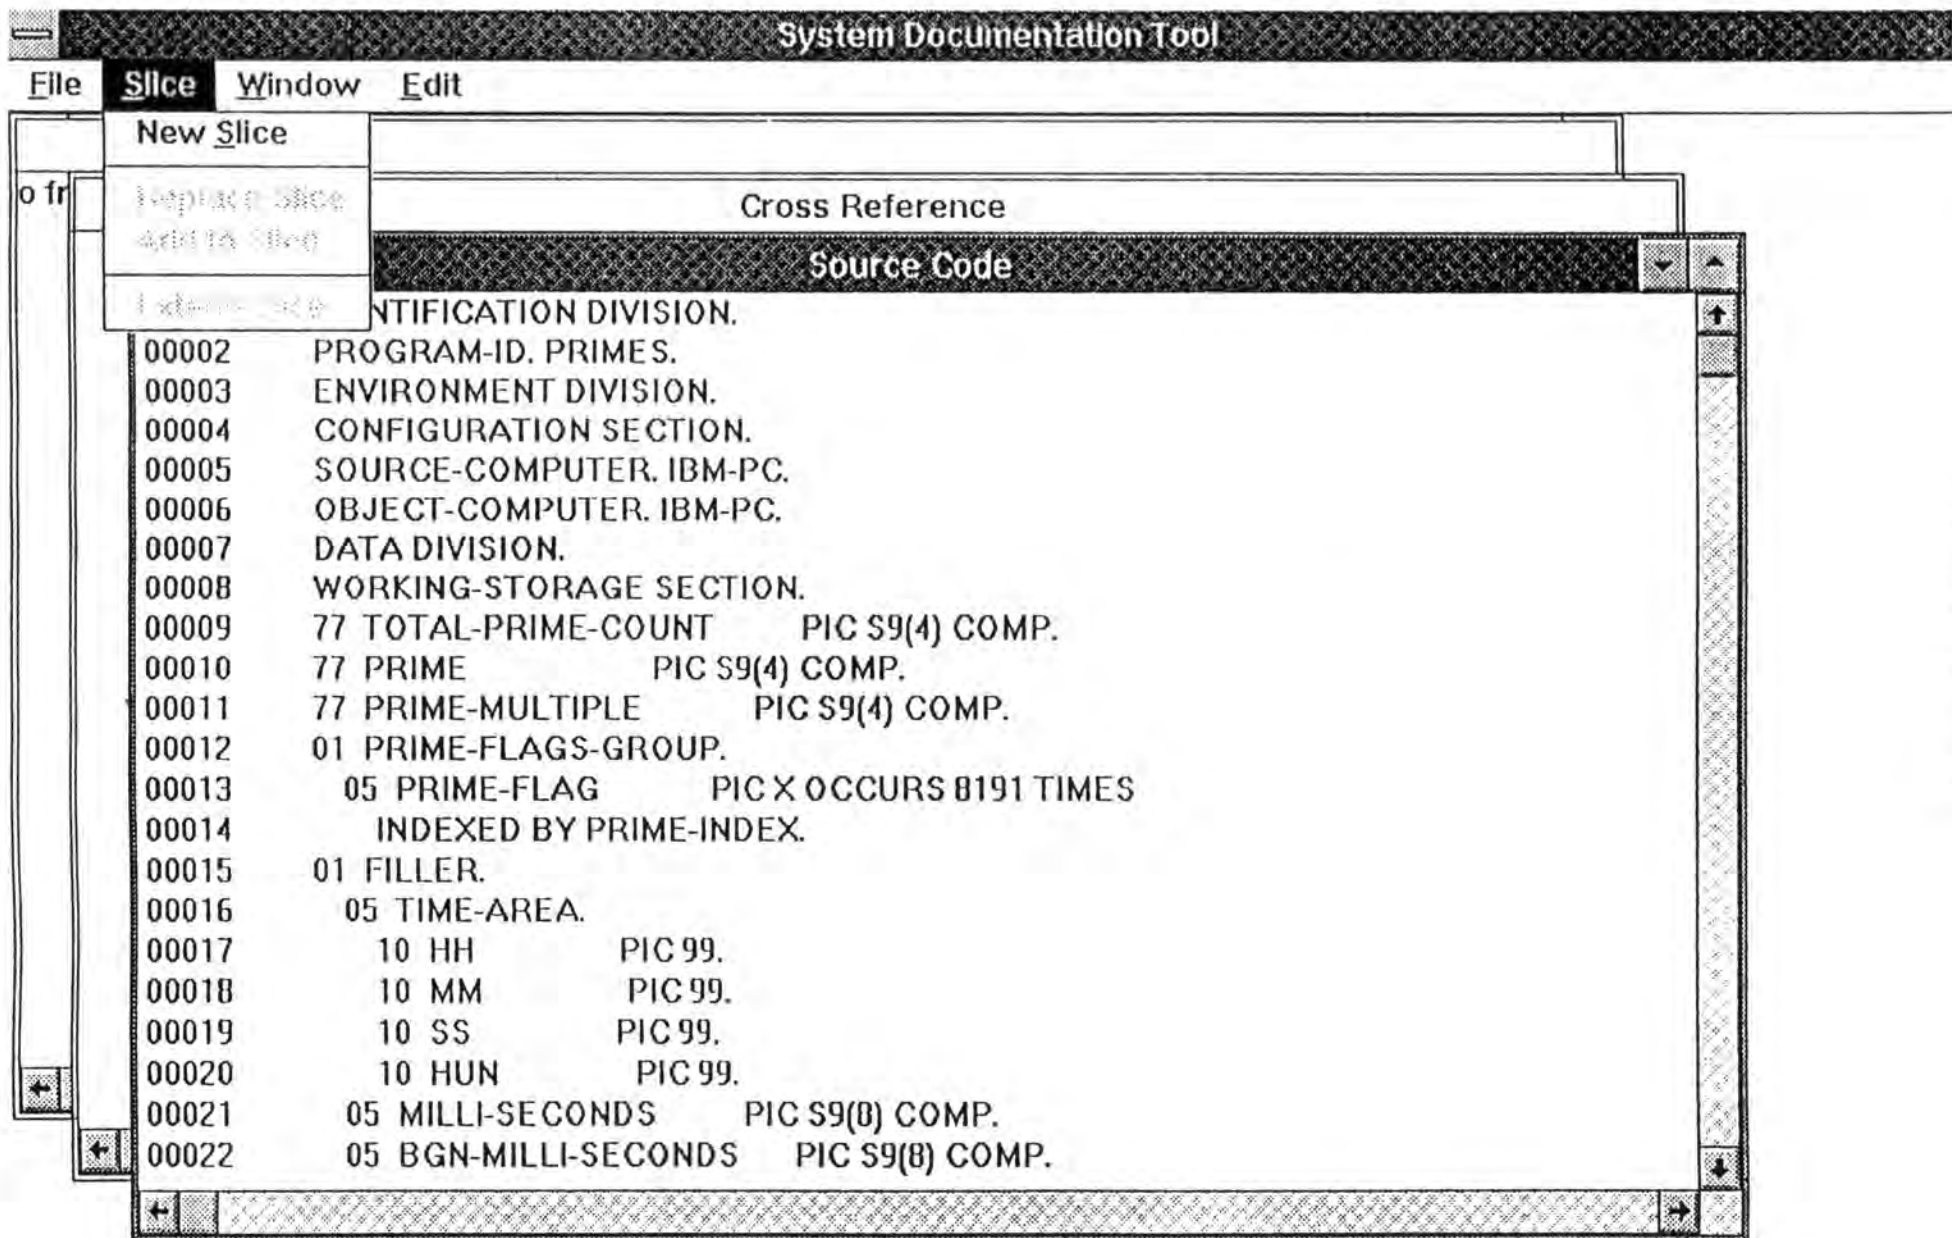 System Documentation Tool
File Slice Window Edit
New Slice
Replace Slice
Add to Slice
o fr
Cross Reference
Source Code
NTIFICATION DIVISION.
00002 PROGRAM-ID. PRIMES.
00003 ENVIRONMENT DIVISION.
00004 CONFIGURATION SECTION.
00005 SOURCE-COMPUTER. IBM-PC.
00006 OBJECT-COMPUTER. IBM-PC.
00007 DATA DIVISION.
00008 WORKING-STORAGE SECTION.
00009 77 TOTAL-PRIME-COUNT PIC S9(4) COMP.
00010 77 PRIME PIC S9(4) COMP.
00011 77 PRIME-MULTIPLE PIC S9(4) COMP.
00012 01 PRIME-FLAGS-GROUP.
00013 05 PRIME-FLAG PIC X OCCURS 8191 TIMES
00014 INDEXED BY PRIME-INDEX.
00015 01 FILLER.
00016 05 TIME-AREA.
00017 10 HH PIC 99.
00018 10 MM PIC 99.
00019 10 SS PIC 99.
00020 10 HUN PIC 99.
00021 05 MILLI-SECONDS PIC S9(8) COMP.
00022 05 BGN-MILLI-SECONDS PIC S9(8) COMP.